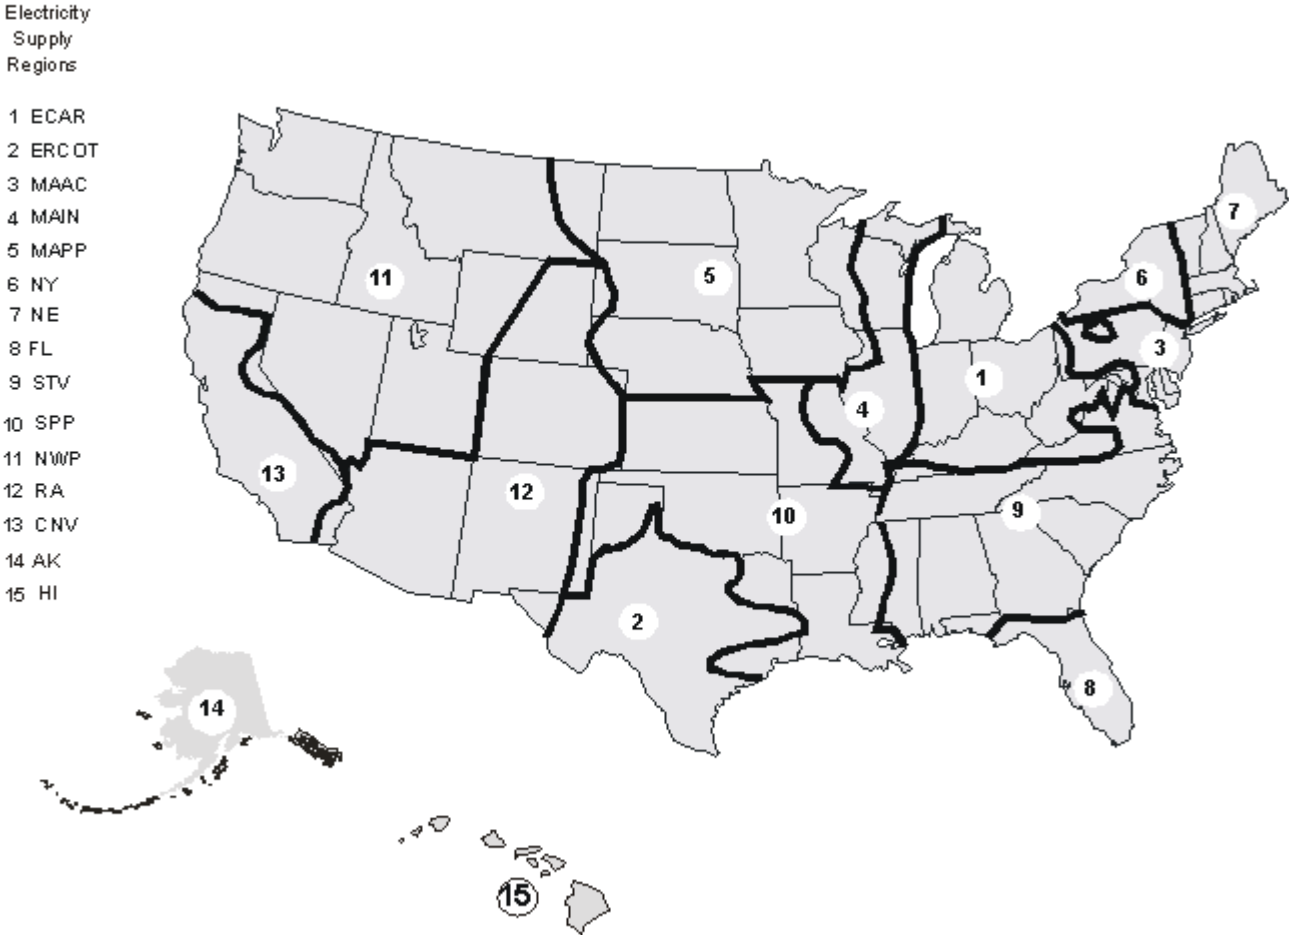 Electricity
Supply
Regions
1 ECAR
2 ERCOT
3 MAAC
4 MAIN
5 MAPP
6 NY
7 NE
8 FL
9 STV
10 SPP
11 NWP
12 RA
13 CNV
14 AK
15 HI
7
11
5
6
3
1
4
13
12
10
9
2
8
14
15